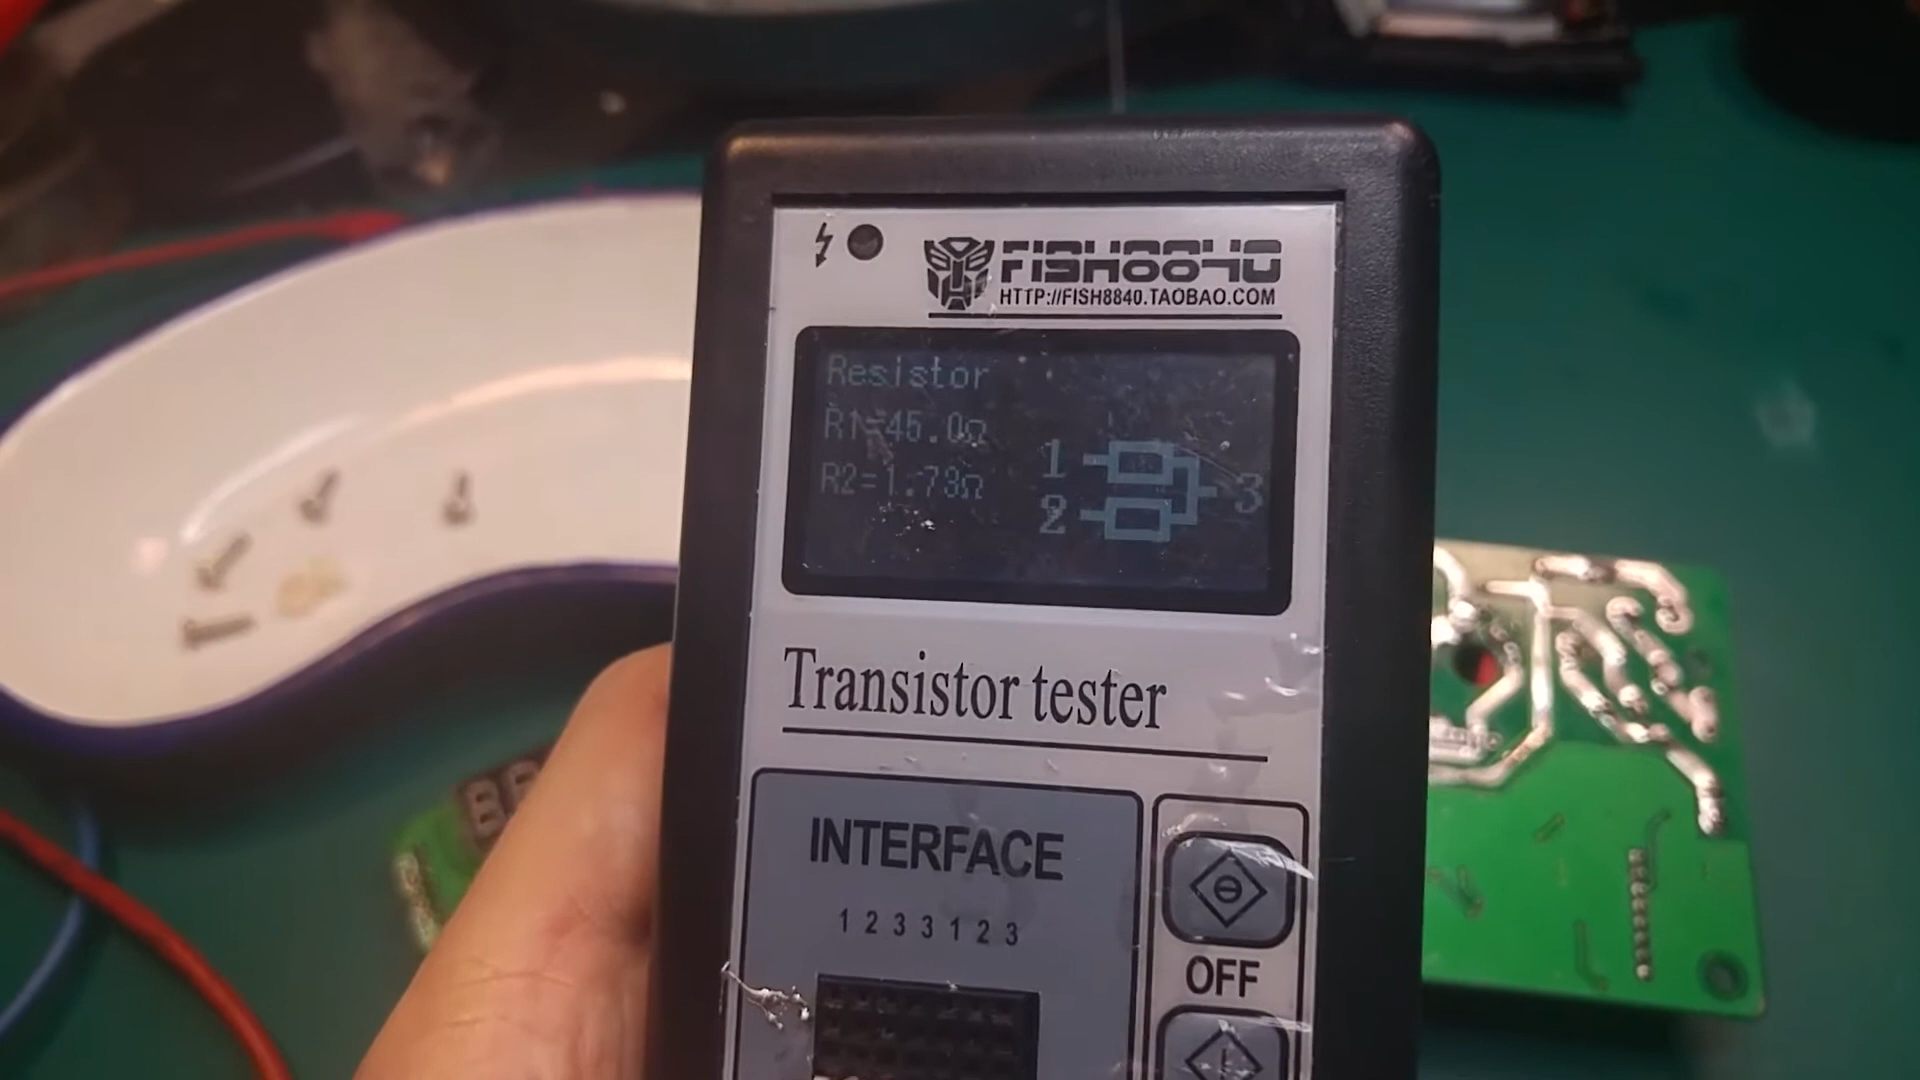 FISH8840
HTTP://FISH8840.TAOBAO.COM
Resistor
R1=45.0Ω
R2=1.73Ω
1
2
3
Transistor tester
INTERFACE
1 2 3 3 1 2 3
OFF